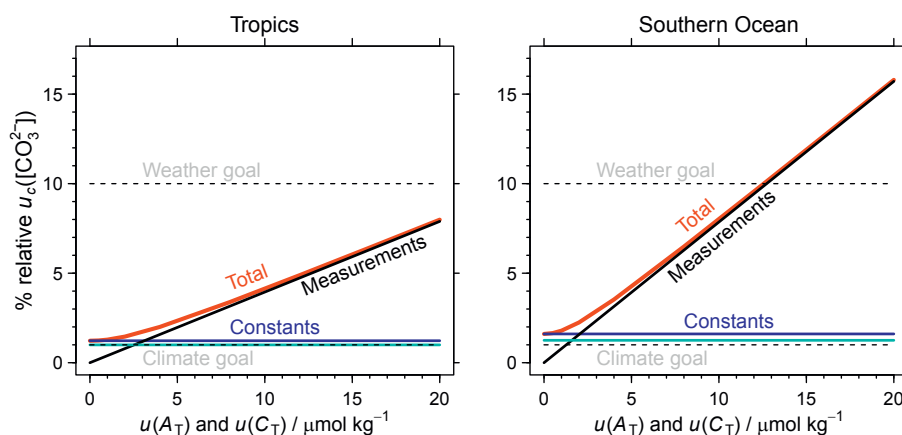 Tropics
Southern Ocean
% relative u_c([CO₃²⁻])
15
10
5
0
Weather goal
Total
Measurements
Constants
Climate goal
0 5 10 15 20
u(A_T) and u(C_T) / μmol kg⁻¹
15
10
5
0
Weather goal
Total
Measurements
Constants
Climate goal
0 5 10 15 20
u(A_T) and u(C_T) / μmol kg⁻¹